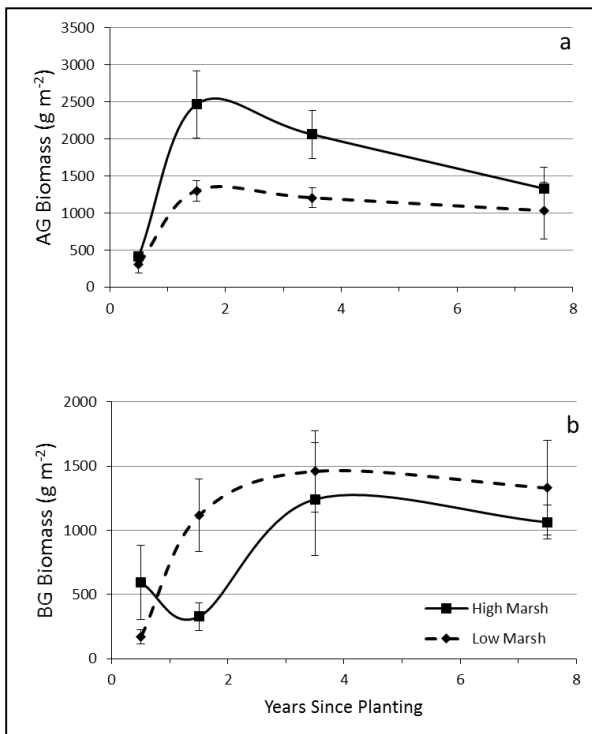 a
AG Biomass (g m-2)
3500
3000
2500
2000
1500
1000
500
0
0 2 4 6 8
b
BG Biomass (g m-2)
2000
1500
1000
500
0
High Marsh
Low Marsh
0 2 4 6 8
Years Since Planting